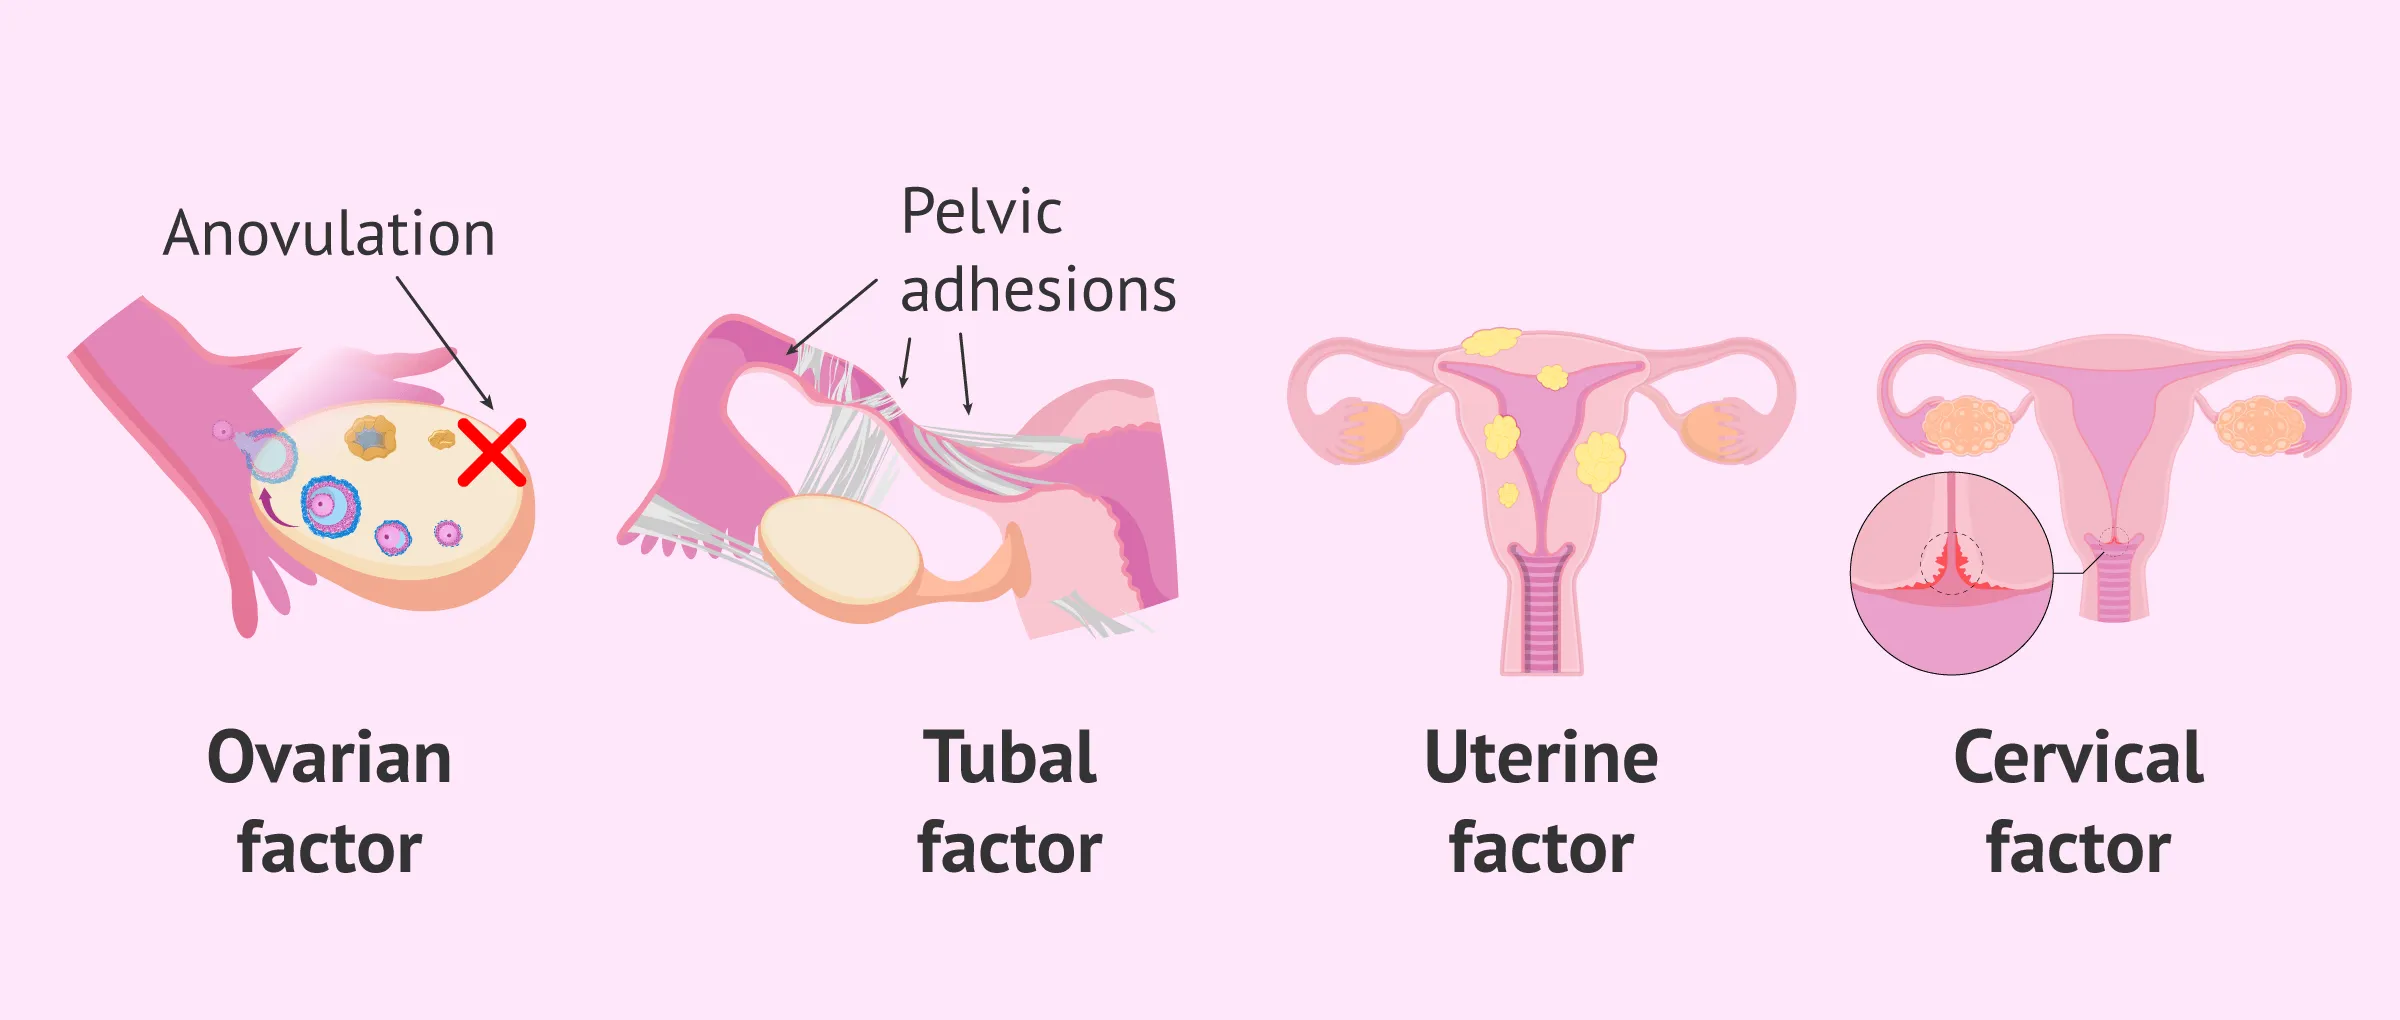 Anovulation
Pelvic
adhesions
Ovarian
factor
Tubal
factor
Uterine
factor
Cervical
factor